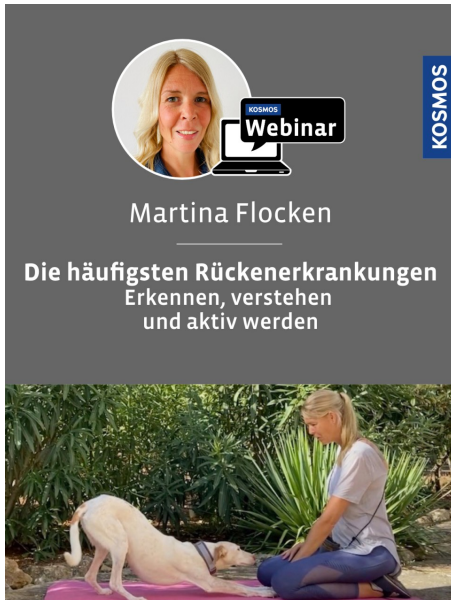 KOSMOS
Webinar
KOSMOS
Martina Flocken
Die häufigsten Rückenerkrankungen
Erkennen, verstehen
und aktiv werden